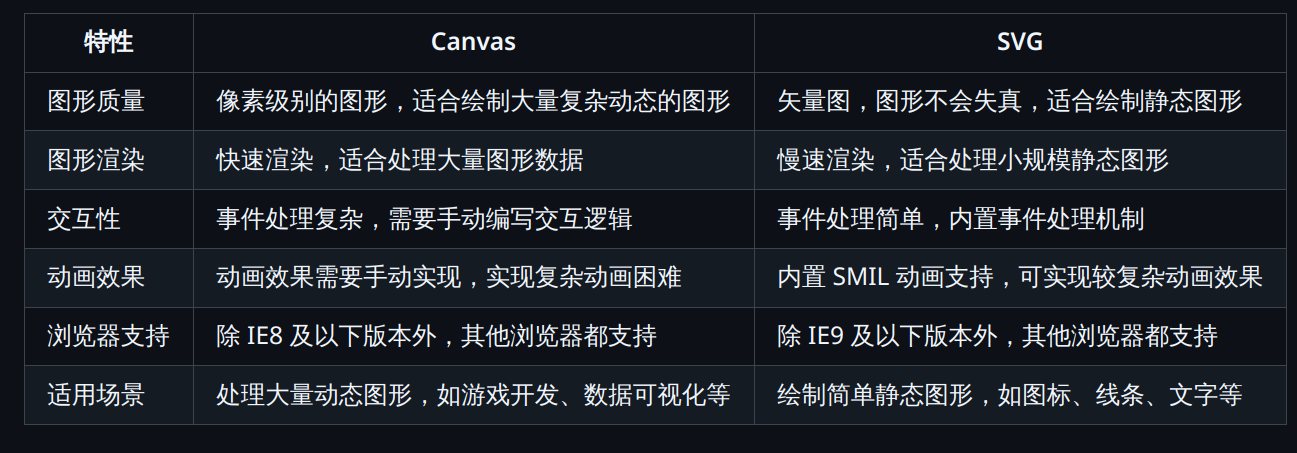 特性 Canvas SVG
图形质量 像素级别的图形，适合绘制大量复杂动态的图形 矢量图，图形不会失真，适合绘制静态图形
图形渲染 快速渲染，适合处理大量图形数据 慢速渲染，适合处理小规模静态图形
交互性 事件处理复杂，需要手动编写交互逻辑 事件处理简单，内置事件处理机制
动画效果 动画效果需要手动实现，实现复杂动画困难 内置 SMIL 动画支持，可实现较复杂动画效果
浏览器支持 除 IE8 及以下版本外，其他浏览器都支持 除 IE9 及以下版本外，其他浏览器都支持
适用场景 处理大量动态图形，如游戏开发、数据可视化等 绘制简单静态图形，如图标、线条、文字等